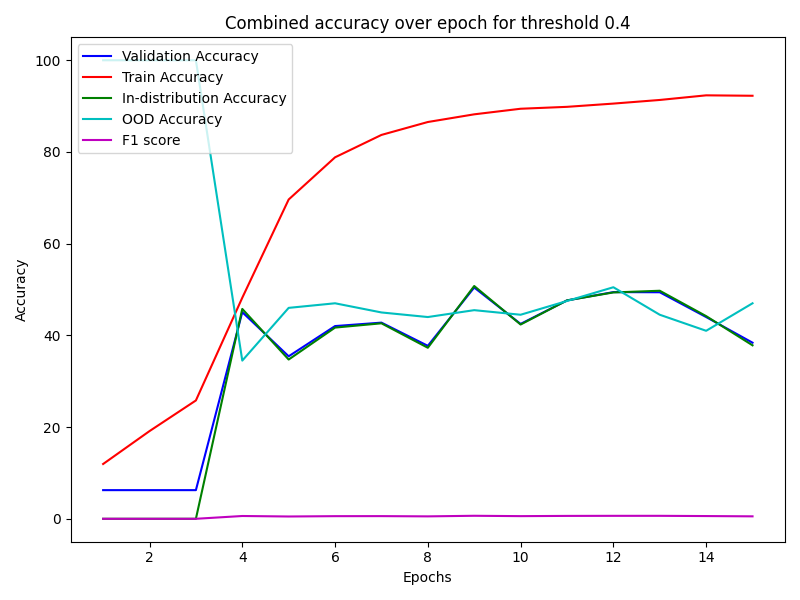 Combined accuracy over epoch for threshold 0.4
Validation Accuracy
Train Accuracy
In-distribution Accuracy
OOD Accuracy
F1 score
100
80
60
40
20
0
Accuracy
2 4 6 8 10 12 14
Epochs